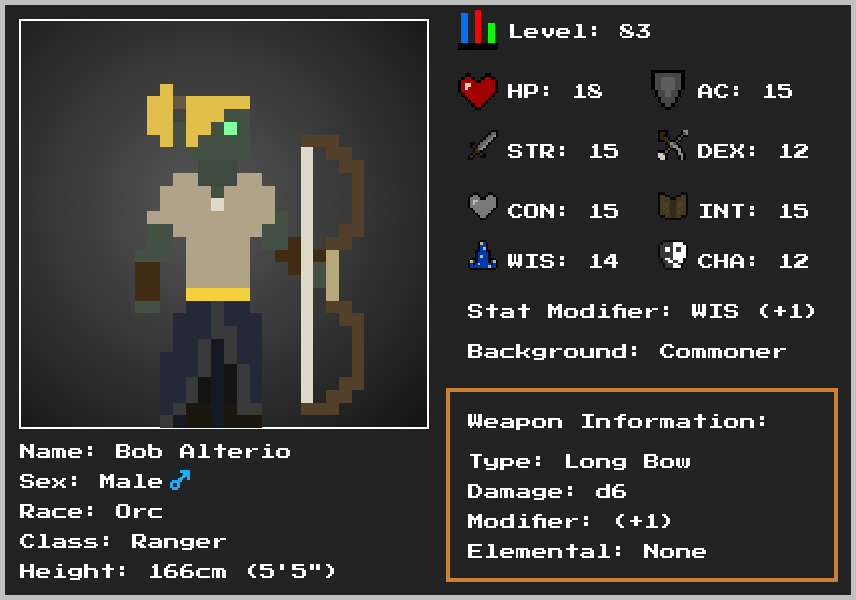 Level: 83
HP: 18
AC: 15
STR: 15
DEX: 12
CON: 15
INT: 15
WIS: 14
CHA: 12
Stat Modifier: WIS (+1)
Background: Commoner
Weapon Information:
Type: Long Bow
Damage: d6
Modifier: (+1)
Elemental: None
Name: Bob Alterio
Sex: Male ♂
Race: Orc
Class: Ranger
Height: 166cm (5'5")